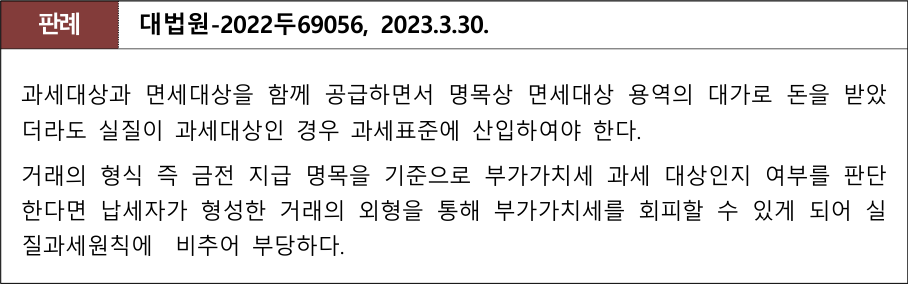 판례
대법원-2022두69056, 2023.3.30.
과세대상과 면세대상을 함께 공급하면서 명목상 면세대상 용역의 대가로 돈을 받았
더라도 실질이 과세대상인 경우 과세표준에 산입하여야 한다.
거래의 형식 즉 금전 지급 명목을 기준으로 부가가치세 과세 대상인지 여부를 판단
한다면 납세자가 형성한 거래의 외형을 통해 부가가치세를 회피할 수 있게 되어 실
질과세원칙에 비추어 부당하다.